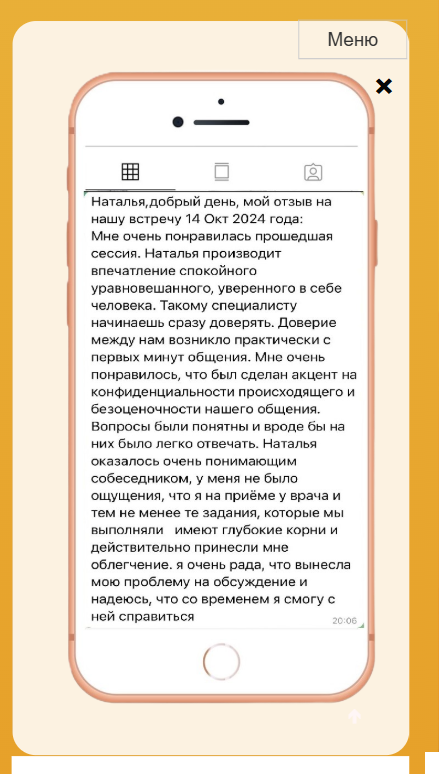 Меню
Наталья,добрый день, мой отзыв на
нашу встречу 14 Окт 2024 года:
Мне очень понравилась прошедшая
сессия. Наталья производит
впечатление спокойного
уравновешанного, уверенного в себе
человека. Такому специалисту
начинаешь сразу доверять. Доверие
между нам возникло практически с
первых минут общения. Мне очень
понравилось, что был сделан акцент на
конфиденциальности происходящего и
безоценочности нашего общения.
Вопросы были понятны и вроде бы на
них было легко отвечать. Наталья
оказалось очень понимающим
собеседником, у меня не было
ощущения, что я на приёме у врача и
тем не менее те задания, которые мы
выполняли имеют глубокие корни и
действительно принесли мне
облегчение. я очень рада, что вынесла
мою проблему на обсуждение и
надеюсь, что со временем я смогу с
ней справиться
20:06